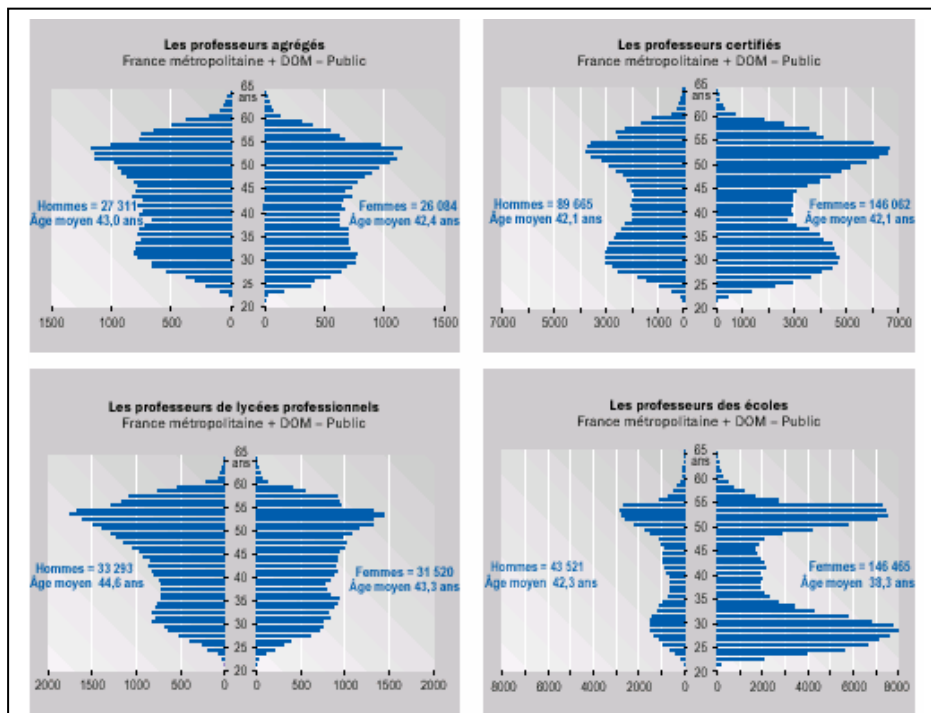 Les professeurs agrégés
France métropolitaine + DOM – Public
65
ans
60
55
50
45
40
35
30
25
20
Hommes = 27 311
Âge moyen 43,0 ans
Femmes = 26 084
Âge moyen 42,4 ans
1500 1000 500 0 0 500 1000 1500
Les professeurs certifiés
France métropolitaine + DOM – Public
65
ans
60
55
50
45
40
35
30
25
20
Hommes = 89 665
Âge moyen 42,1 ans
Femmes = 146 062
Âge moyen 42,1 ans
7000 5000 3000 1000 0 0 1000 3000 5000 7000
Les professeurs de lycées professionnels
France métropolitaine + DOM – Public
65
ans
60
55
50
45
40
35
30
25
20
Hommes = 33 293
Âge moyen 44,6 ans
Femmes = 31 520
Âge moyen 43,3 ans
2000 1500 1000 500 0 0 500 1000 1500 2000
Les professeurs des écoles
France métropolitaine + DOM – Public
65
ans
60
55
50
45
40
35
30
25
20
Hommes = 43 521
Âge moyen 42,3 ans
Femmes = 146 465
Âge moyen 38,3 ans
8000 8000 4000 2000 0 0 2000 4000 6000 8000